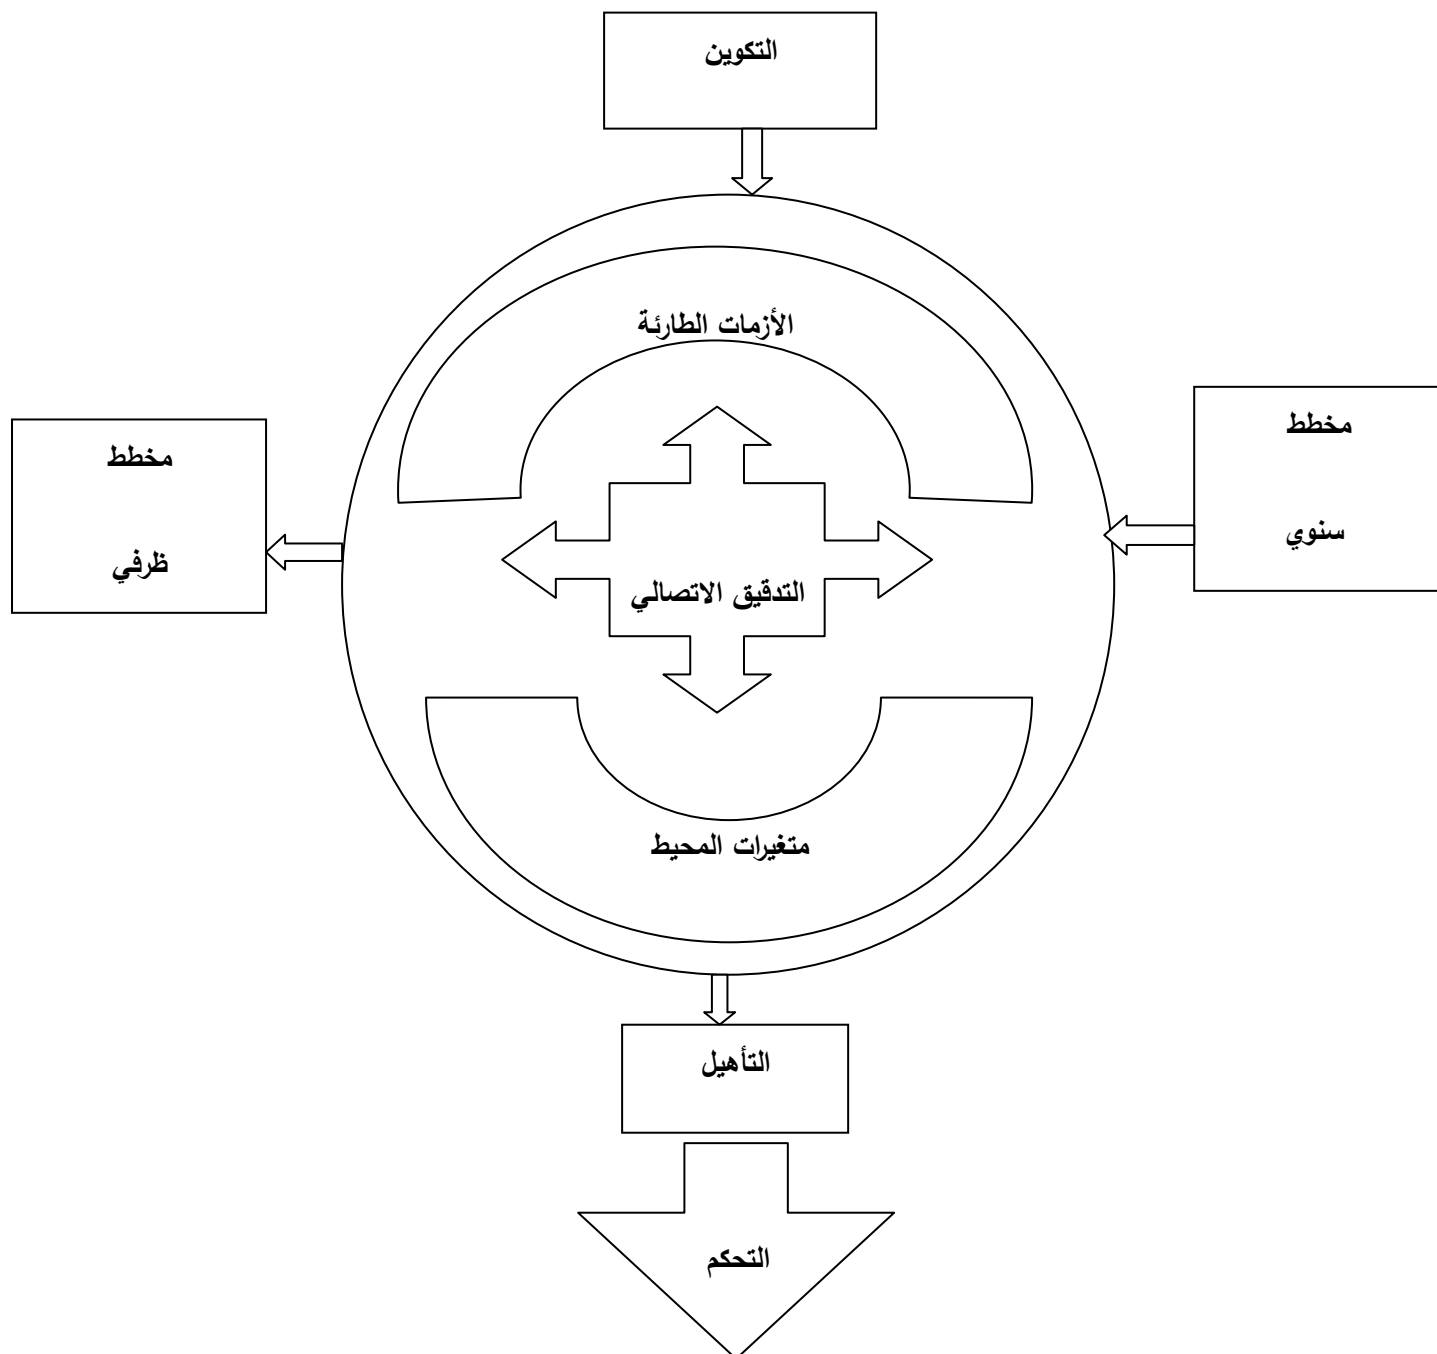 التكوين
الأزمات الطارئة
مخطط
سنوي
مخطط
ظرفي
التدقيق الاتصالي
متغيرات المحيط
التأهيل
التحكم